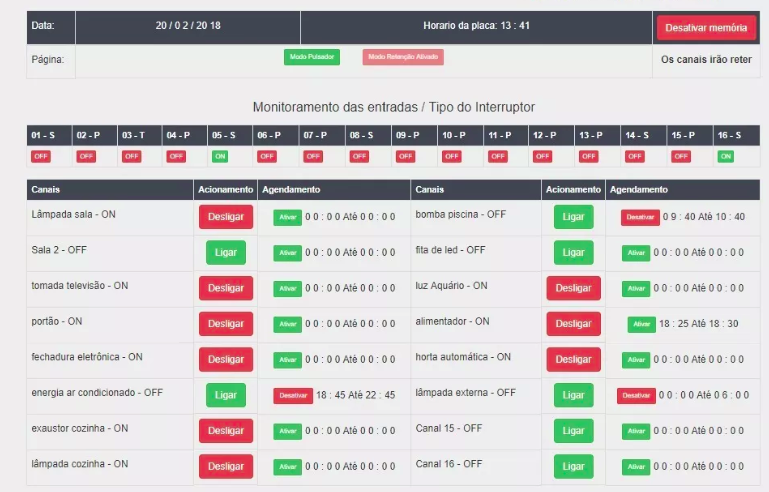 Data: 20 / 0 2 / 20 18 Horario da placa: 13 : 41 Desativar memória
Página: Modo Pulsador Modo Retenção Ativado Os canais irão reter
Monitoramento das entradas / Tipo do Interruptor
01 - S 02 - P 03 - T 04 - P 05 - S 06 - P 07 - P 08 - S 09 - P 10 - P 11 - P 12 - P 13 - P 14 - S 15 - P 16 - S
OFF OFF OFF OFF ON OFF OFF OFF OFF OFF OFF OFF OFF OFF OFF ON
Canais Acionamento Agendamento Canais Acionamento Agendamento
Lâmpada sala - ON Desligar Ativar 0 0 : 0 0 Até 0 0 : 0 0 bomba piscina - OFF Ligar Desativar 0 9 : 40 Até 10 : 40
Sala 2 - OFF Ligar Ativar 0 0 : 0 0 Até 0 0 : 0 0 fita de led - OFF Ligar Ativar 0 0 : 0 0 Até 0 0 : 0 0
tomada televisão - ON Desligar Ativar 0 0 : 0 0 Até 0 0 : 0 0 luz Aquário - ON Desligar Ativar 0 0 : 0 0 Até 0 0 : 0 0
portão - ON Desligar Ativar 0 0 : 0 0 Até 0 0 : 0 0 alimentador - ON Desligar Ativar 18 : 25 Até 18 : 30
fechadura eletrônica - ON Desligar Ativar 0 0 : 0 0 Até 0 0 : 0 0 horta automática - ON Desligar Ativar 0 0 : 0 0 Até 0 0 : 0 0
energia ar condicionado - OFF Ligar Desativar 18 : 45 Até 22 : 45 lâmpada externa - OFF Ligar Desativar 0 0 : 0 0 Até 0 6 : 0 0
exaustor cozinha - ON Desligar Ativar 0 0 : 0 0 Até 0 0 : 0 0 Canal 15 - OFF Ligar Ativar 0 0 : 0 0 Até 0 0 : 0 0
lâmpada cozinha - ON Desligar Ativar 0 0 : 0 0 Até 0 0 : 0 0 Canal 16 - OFF Ligar Ativar 0 0 : 0 0 Até 0 0 : 0 0